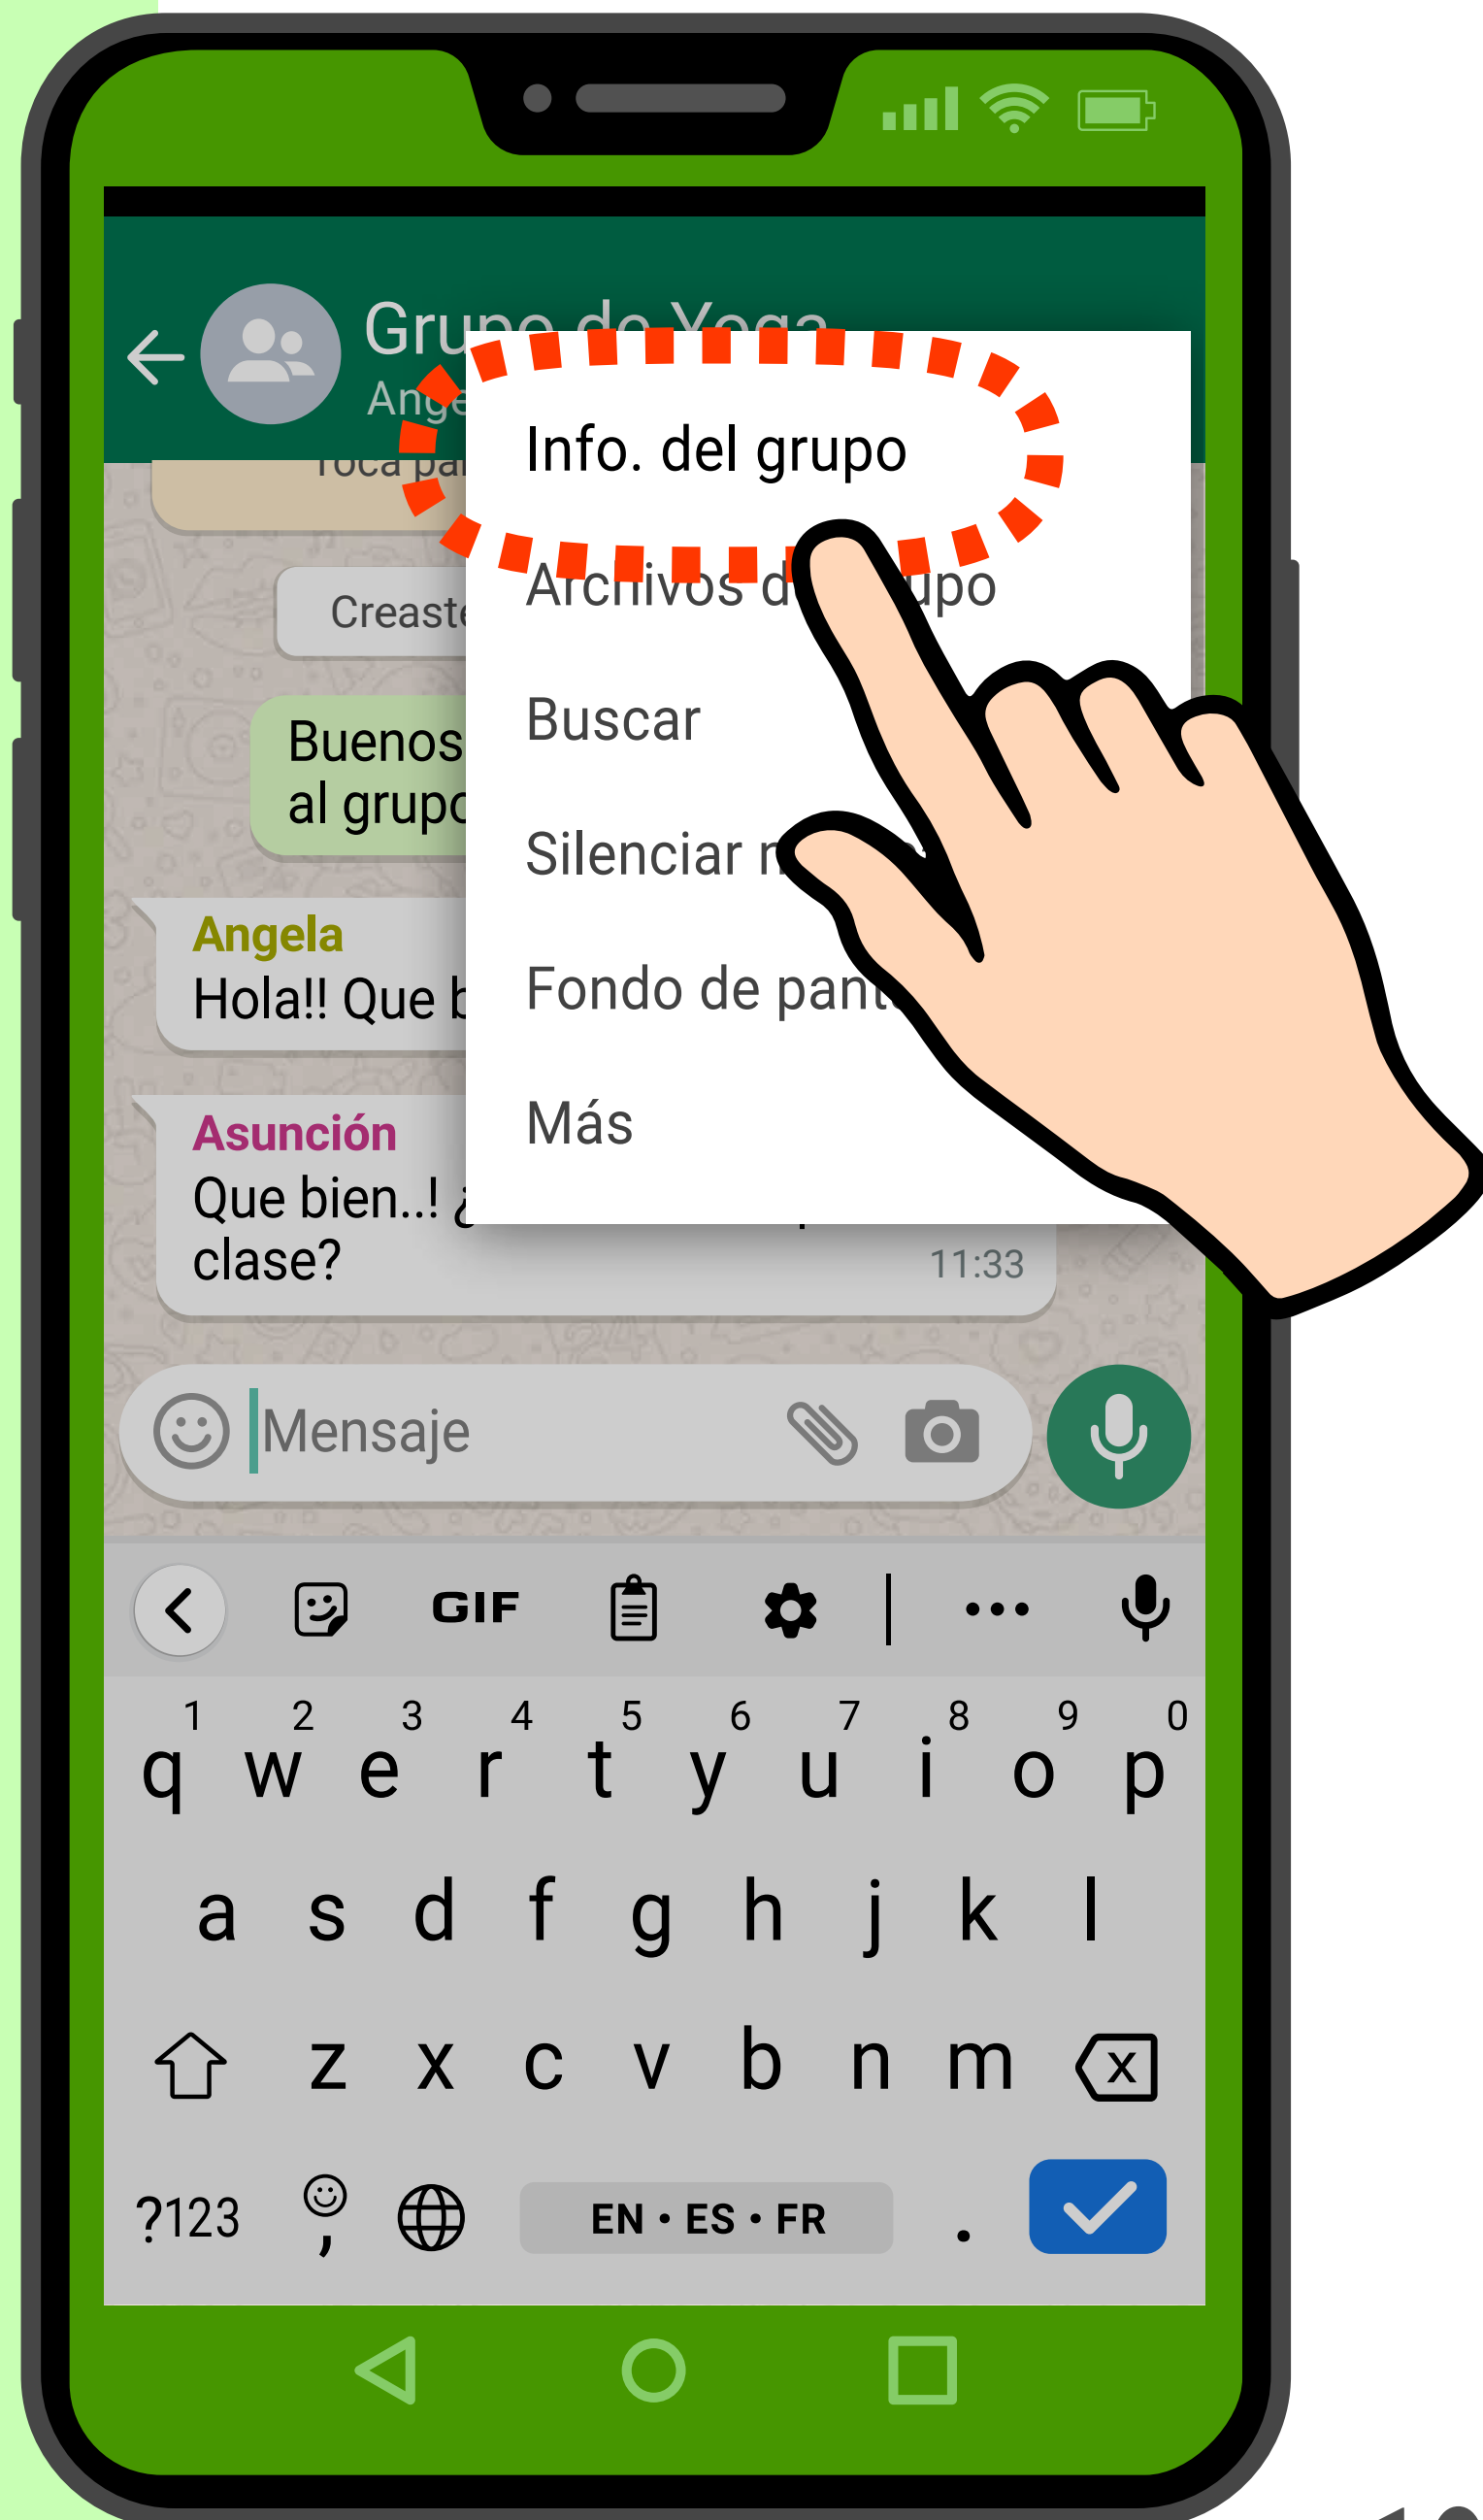 Grupo de Yoga
Info. del grupo
Toca
Archivos
Creaste
Buscar
Buenos
al grupo
Silenciar
Angela
Hola!! Que
Fondo de
Asunción
Más
Que bien..! ¿
clase?
11:33
Mensaje
GIF
1 2 3 4 5 6 7 8 9 0
q w e r t y u i o p
a s d f g h j k l
z x c v b n m x
?123 , EN • ES • FR .